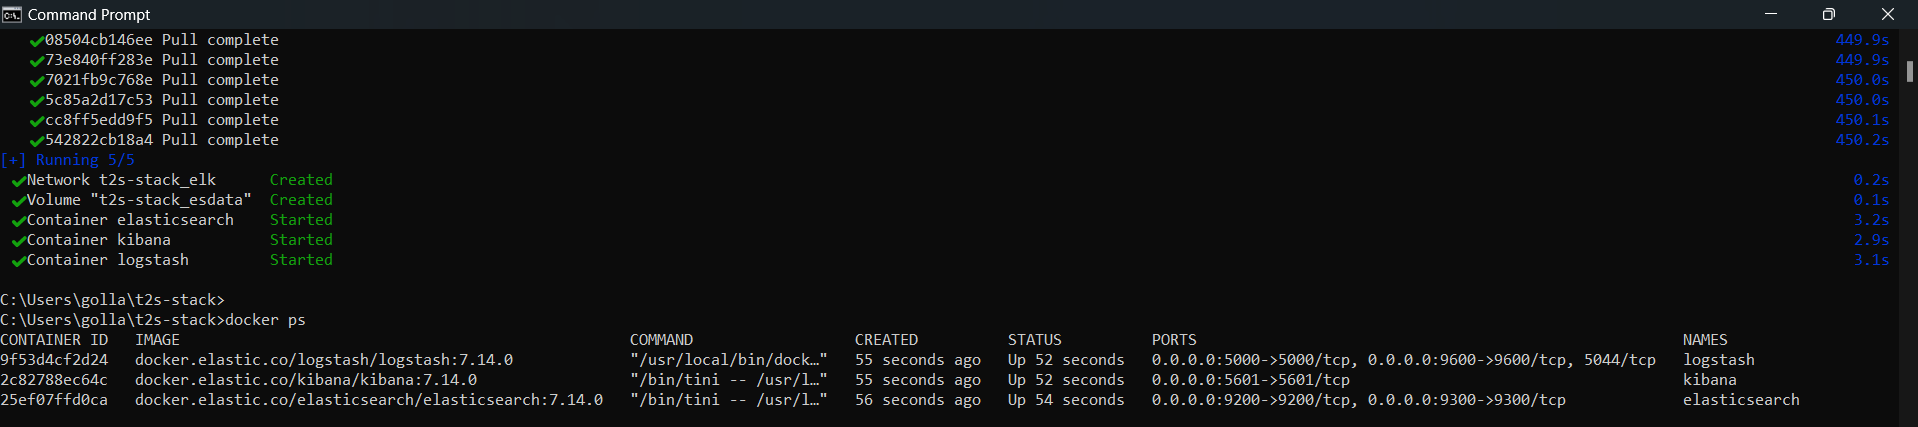 Command Prompt
08504cb146ee Pull complete 449.9s
73e840ff283e Pull complete 449.9s
7021fb9c768e Pull complete 450.0s
5c85a2d17c53 Pull complete 450.0s
cc8ff5edd9f5 Pull complete 450.1s
542822cb18a4 Pull complete 450.2s
[+] Running 5/5
Network t2s-stack_elk Created 0.2s
Volume "t2s-stack_esdata" Created 0.1s
Container elasticsearch Started 3.2s
Container kibana Started 2.9s
Container logstash Started 3.1s
C:\Users\golla\t2s-stack>
C:\Users\golla\t2s-stack>docker ps
CONTAINER ID IMAGE COMMAND CREATED STATUS PORTS NAMES
9f53d4cf2d24 docker.elastic.co/logstash/logstash:7.14.0 "/usr/local/bin/dock…" 55 seconds ago Up 52 seconds 0.0.0.0:5000->5000/tcp, 0.0.0.0:9600->9600/tcp, 5044/tcp logstash
2c82788ec64c docker.elastic.co/kibana/kibana:7.14.0 "/bin/tini -- /usr/l…" 55 seconds ago Up 52 seconds 0.0.0.0:5601->5601/tcp kibana
25ef07ffd0ca docker.elastic.co/elasticsearch/elasticsearch:7.14.0 "/bin/tini -- /usr/l…" 56 seconds ago Up 54 seconds 0.0.0.0:9200->9200/tcp, 0.0.0.0:9300->9300/tcp elasticsearch